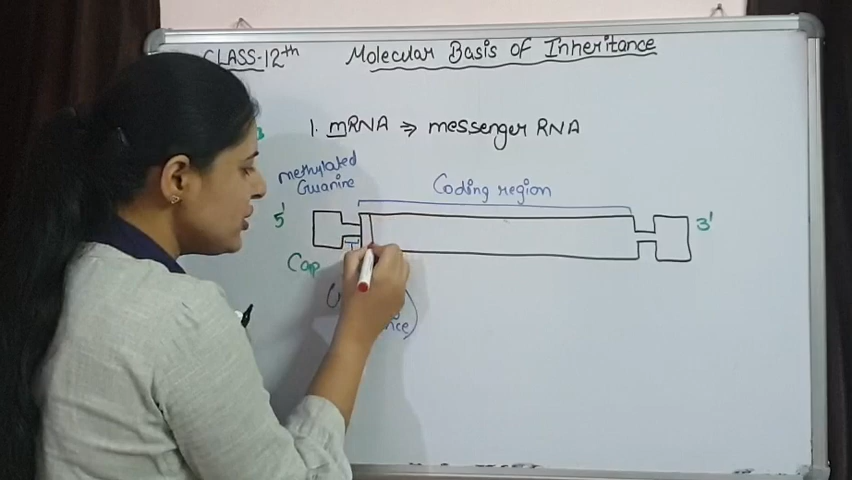 CLASS-12th
Molecular Basis of Inheritance
1. mRNA ⇒ messenger RNA
methylated
Guanine
Coding region
5'
3'
Cap